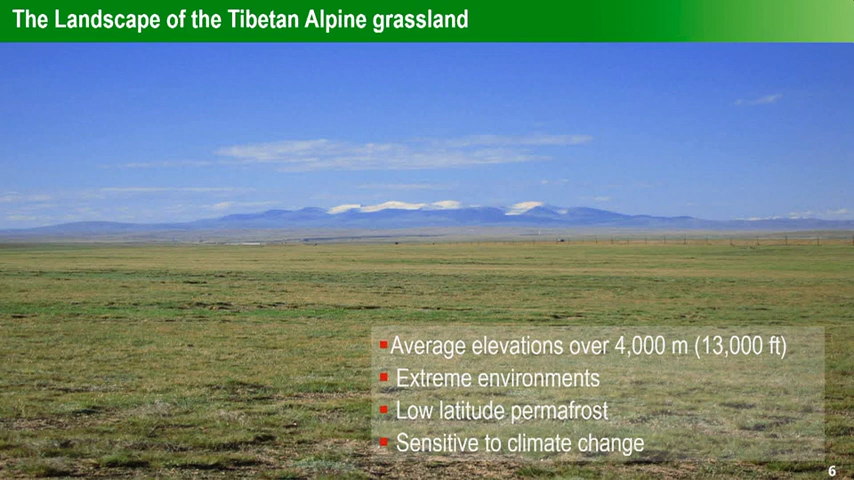 The Landscape of the Tibetan Alpine grassland
Average elevations over 4,000 m (13,000 ft)
Extreme environments
Low latitude permafrost
Sensitive to climate change
6